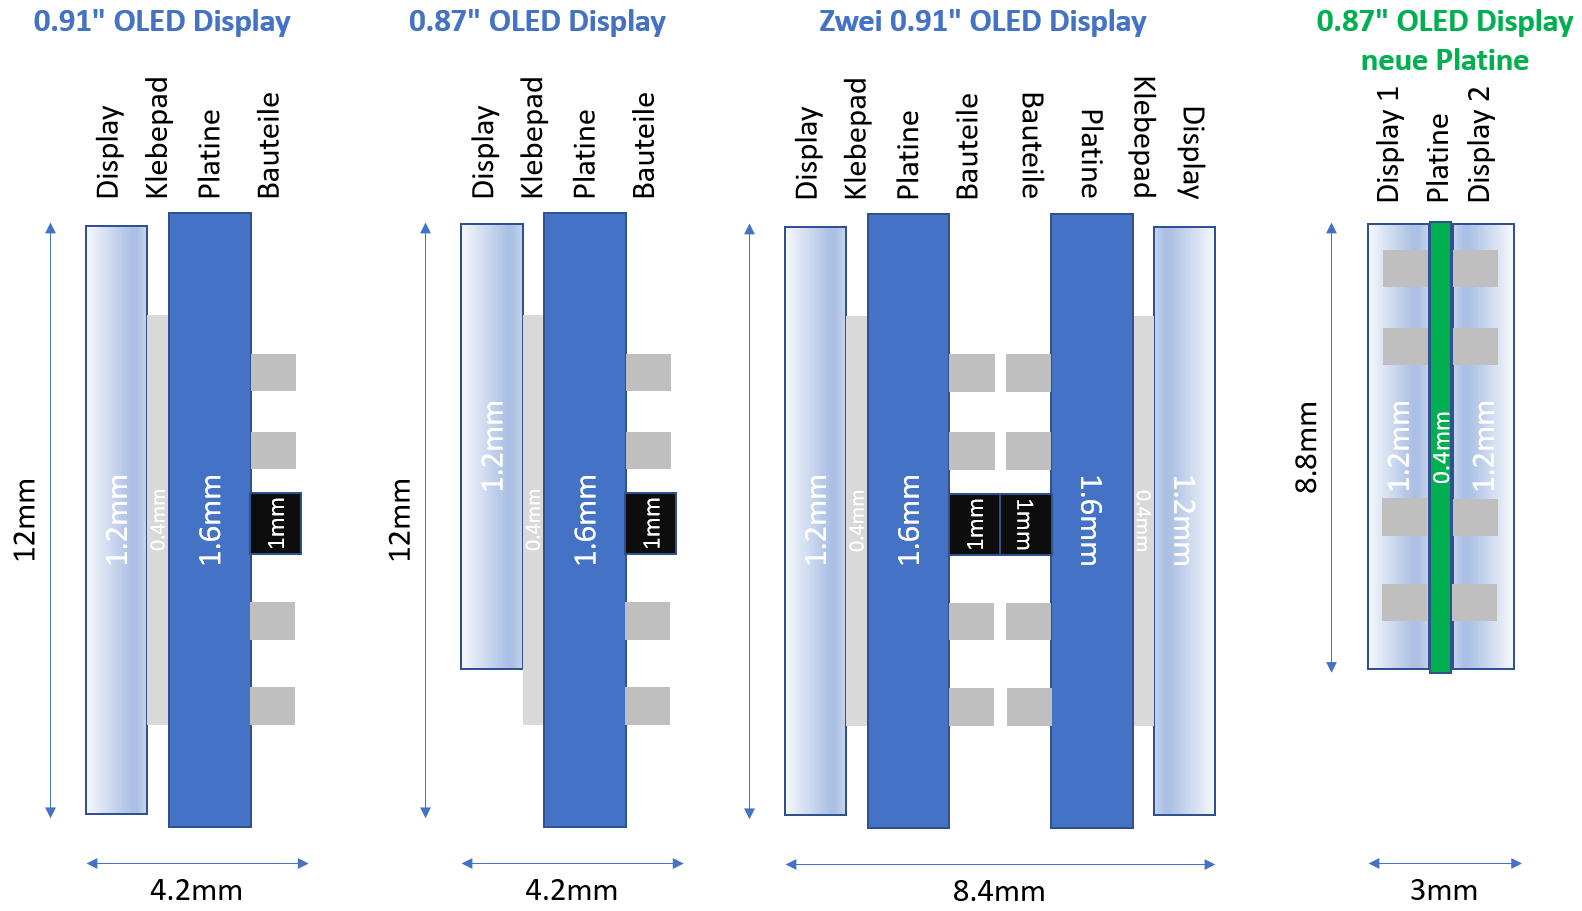 0.91" OLED Display
0.87" OLED Display
Zwei 0.91" OLED Display
0.87" OLED Display
neue Platine
Display
Klebepad
Platine
Bauteile
12mm
1.2mm
0.4mm
1.6mm
1mm
4.2mm
Display
Klebepad
Platine
Bauteile
12mm
1.2mm
0.4mm
1.6mm
1mm
4.2mm
Display
Klebepad
Platine
Bauteile
Bauteile
Platine
Klebepad
Display
1.2mm
0.4mm
1.6mm
1mm
1mm
1.6mm
0.4mm
1.2mm
8.4mm
Display 1
Platine
Display 2
8.8mm
1.2mm
0.4mm
1.2mm
3mm